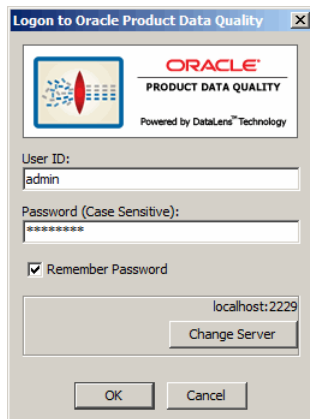 Logon to Oracle Product Data Quality
ORACLE®
PRODUCT DATA QUALITY
Powered by DataLens™ Technology
User ID:
admin
Password (Case Sensitive):
********
Remember Password
localhost:2229
Change Server
OK Cancel